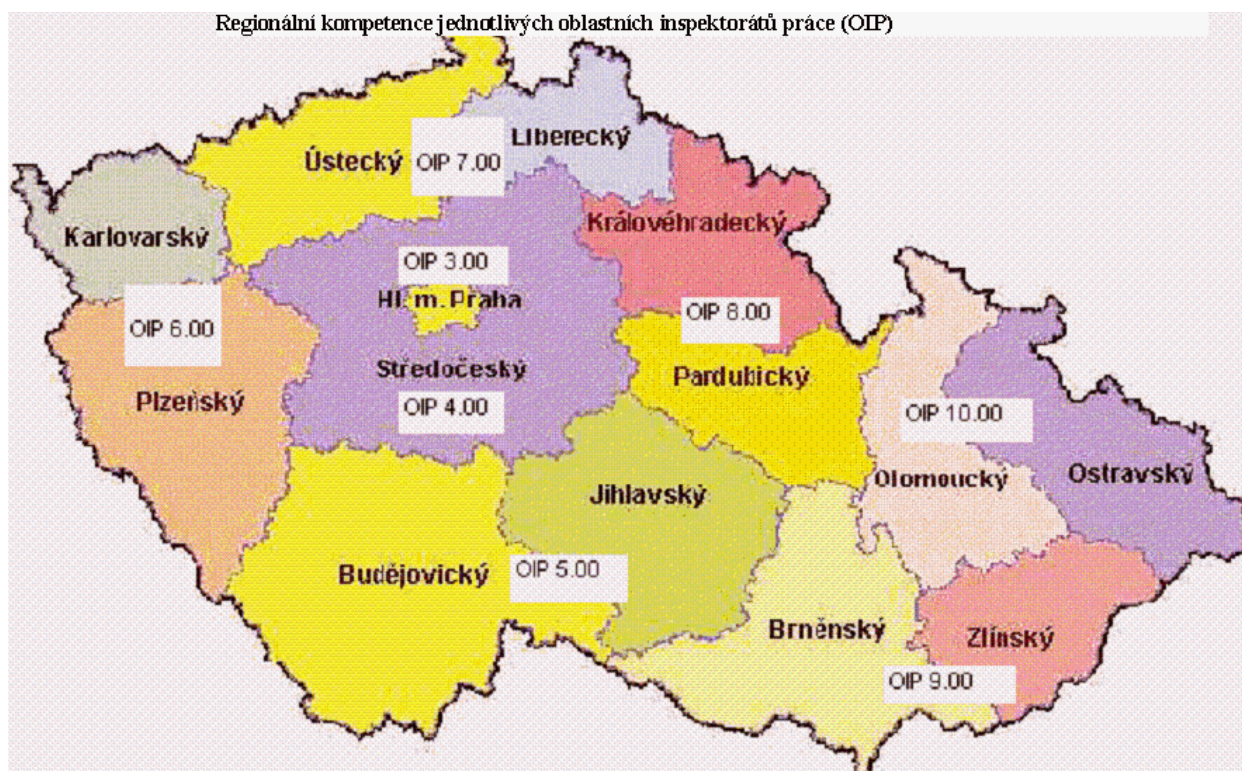 Regionální kompetence jednotlivých oblastních inspektorátů práce (OIP)
Liberecký
Ústecký
OIP 7.00
Královéhradecký
Karlovarský
OIP 3.00
Hl. m. Praha
OIP 6.00
OIP 8.00
Středočeský
Pardubický
Plzeňský
OIP 4.00
OIP 10.00
Olomoucký
Ostravský
Jihlavský
Budějovický
OIP 5.00
Brněnský
Zlínský
OIP 9.00